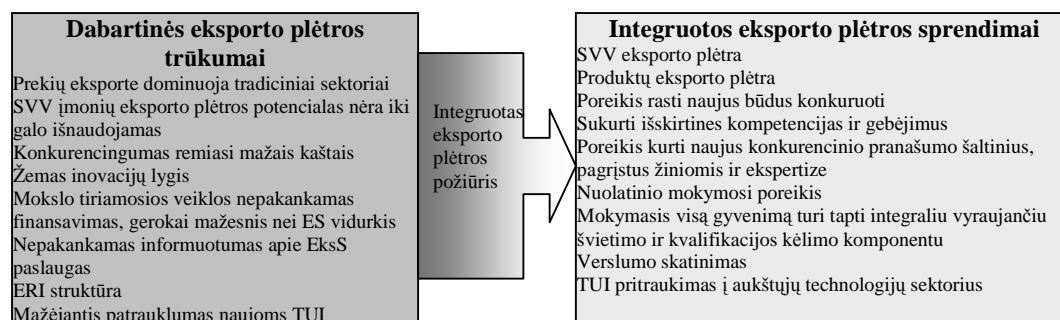 Dabartinės eksporto plėtros
trūkumai
Prekių eksporte dominuoja tradiciniai sektoriai
SVV įmonių eksporto plėtros potencialas nėra iki
galo išnaudojamas
Konkurencingumas remiasi mažais kaštais
Žemas inovacijų lygis
Mokslo tiriamosios veiklos nepakankamas
finansavimas, gerokai mažesnis nei ES vidurkis
Nepakankamas informuotumas apie EksS
paslaugas
ERI struktūra
Mažėjantis patrauklumas naujoms TUI
Integruotas
eksporto
plėtros
požiūris
Integruotos eksporto plėtros sprendimai
SVV eksporto plėtra
Produktų eksporto plėtra
Poreikis rasti naujus būdus konkuruoti
Sukurti išskirtines kompetencijas ir gebėjimus
Poreikis kurti naujus konkurencinio pranašumo šaltinius,
pagrįstus žiniomis ir ekspertize
Nuolatinio mokymosi poreikis
Mokymasis visą gyvenimą turi tapti integraliu vyraujančiu
švietimo ir kvalifikacijos kėlimo komponentu
Verslumo skatinimas
TUI pritraukimas į aukštųjų technologijų sektorius